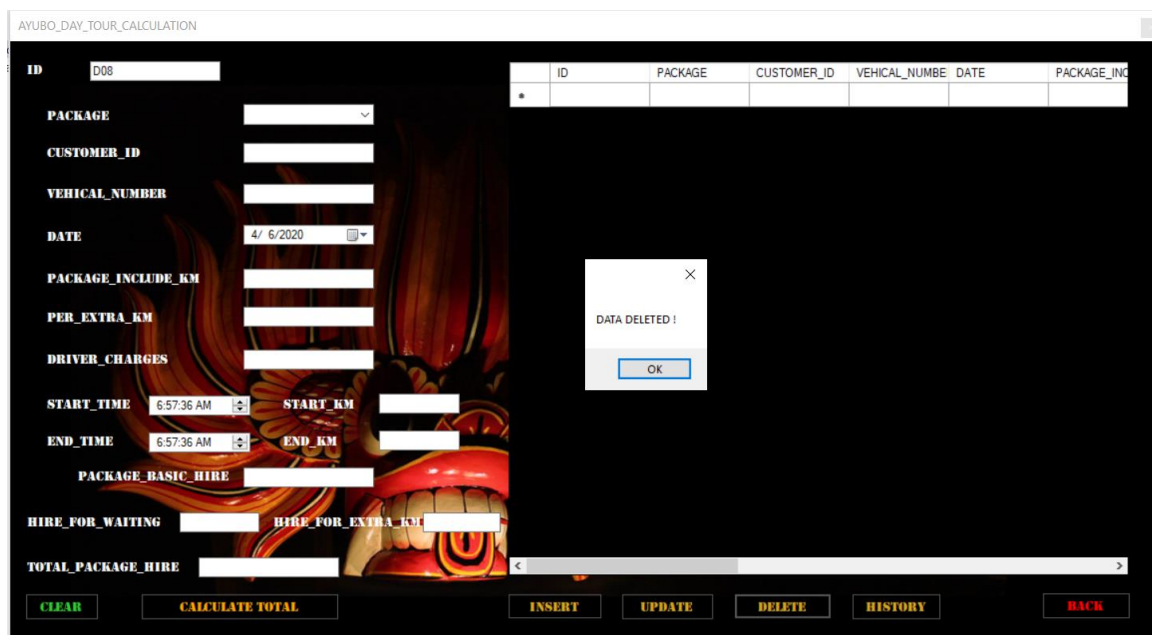 AYUBO_DAY_TOUR_CALCULATION
ID D08
ID PACKAGE CUSTOMER_ID VEHICAL_NUMBE DATE PACKAGE_INC
PACKAGE
CUSTOMER_ID
VEHICAL_NUMBER
DATE 4/ 6/2020
PACKAGE_INCLUDE_KM
PER_EXTRA_KM
DRIVER_CHARGES
START_TIME 6:57:36 AM START_KM
END_TIME 6:57:36 AM END_KM
PACKAGE_BASIC_HIRE
HIRE_FOR_WAITING HIRE_FOR_EXTRA_KM
TOTAL_PACKAGE_HIRE
DATA DELETED !
OK
CLEAR CALCULATE TOTAL INSERT UPDATE DELETE HISTORY BACK